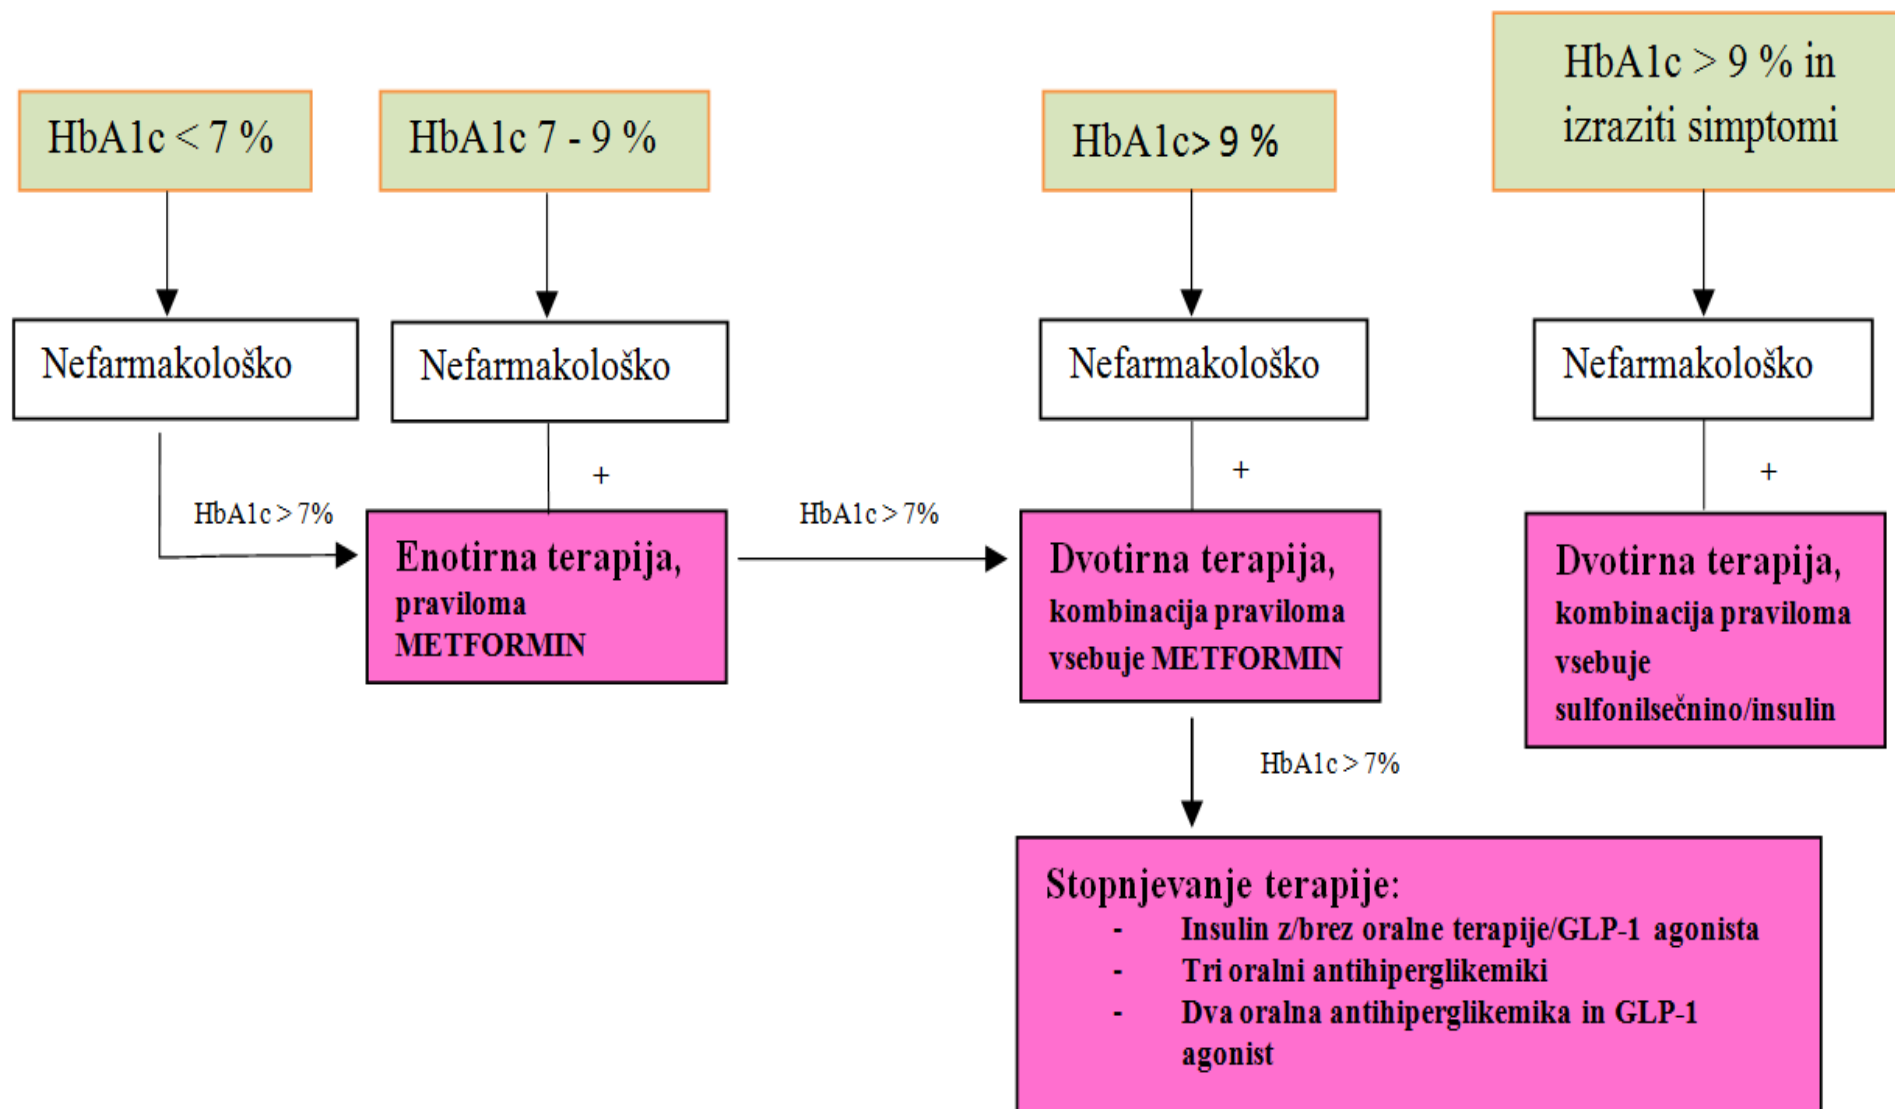 HbA1c < 7 %
HbA1c 7 - 9 %
HbA1c> 9 %
HbA1c > 9 % in
izraziti simptomi
Nefarmakološko
Nefarmakološko
Nefarmakološko
Nefarmakološko
+
+
+
HbA1c > 7%
HbA1c > 7%
Enotirna terapija,
praviloma
METFORMIN
Dvotirna terapija,
kombinacija praviloma
vsebuje METFORMIN
Dvotirna terapija,
kombinacija praviloma
vsebuje
sulfonilsečnino/insulin
HbA1c > 7%
Stopnjevanje terapije:
- Insulin z/brez oralne terapije/GLP-1 agonista
- Tri oralni antihiperglikemiki
- Dva oralna antihiperglikemika in GLP-1
agonist